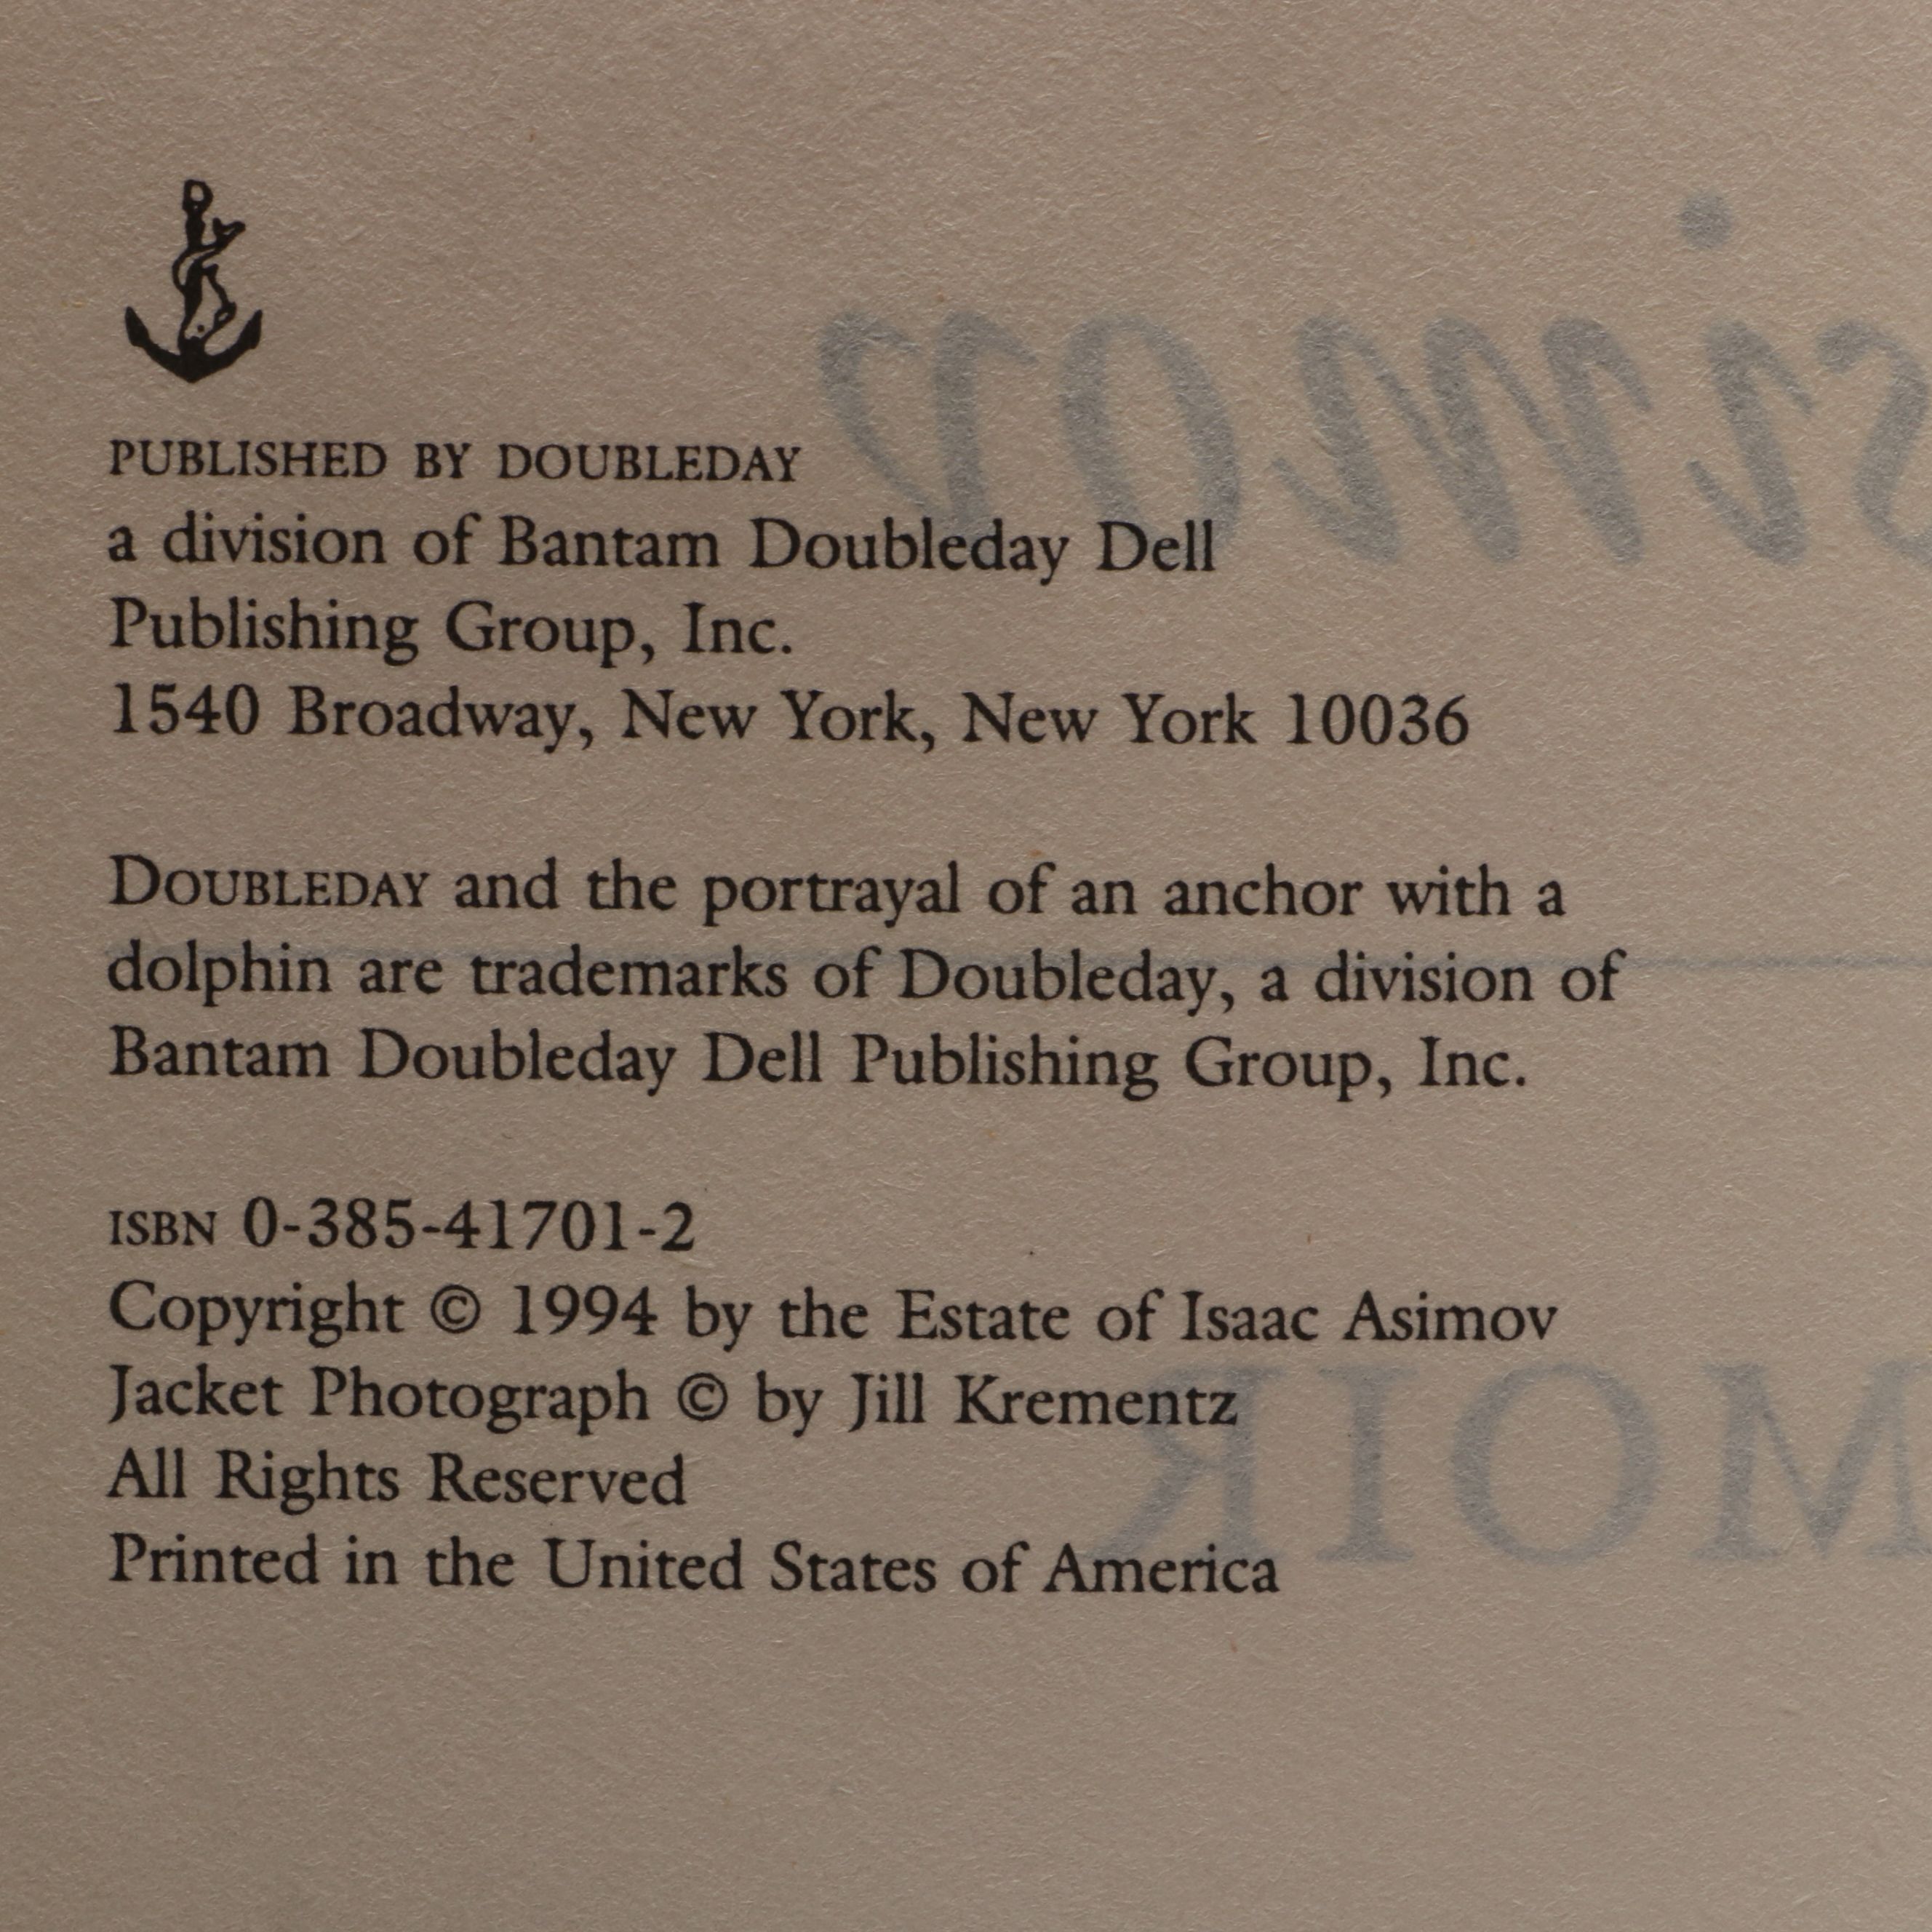 PUBLISHED BY DOUBLEDAY
a division of Bantam Doubleday Dell
Publishing Group, Inc.
1540 Broadway, New York, New York 10036
DOUBLEDAY and the portrayal of an anchor with a
dolphin are trademarks of Doubleday, a division of
Bantam Doubleday Dell Publishing Group, Inc.
ISBN 0-385-41701-2
Copyright © 1994 by the Estate of Isaac Asimov
Jacket Photograph © by Jill Krementz
All Rights Reserved
Printed in the United States of America